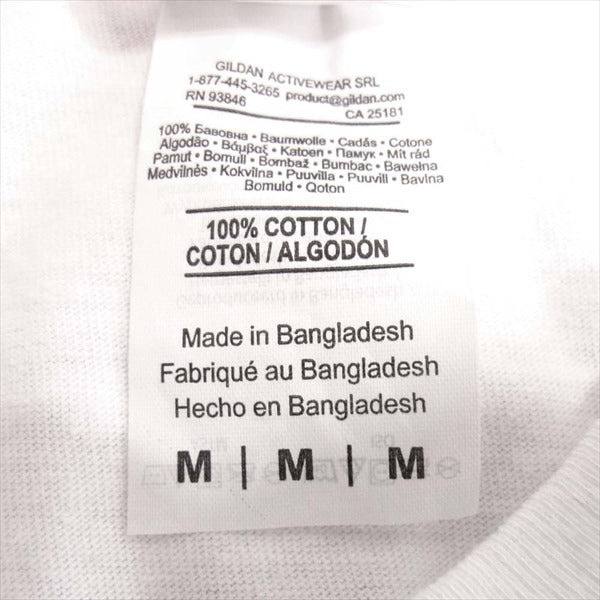 GILDAN ACTIVEWEAR SRL
1-877-445-3265 product@gildan.com
RN 93846 CA 25181
100% Бавовна • Baumwolle • Cadás • Cotone
Algodão • Βάμβαξ • Katoen • Памук • Mit rád
Pamut • Bomull • Bombaž • Bumbac • Bawełna
Medvilnės • Kokvilna • Puuvilla • Puuvill • Bavlna
Bomuld • Qoton
100% COTTON /
COTON / ALGODÓN
Made in Bangladesh
Fabriqué au Bangladesh
Hecho en Bangladesh
M | M | M